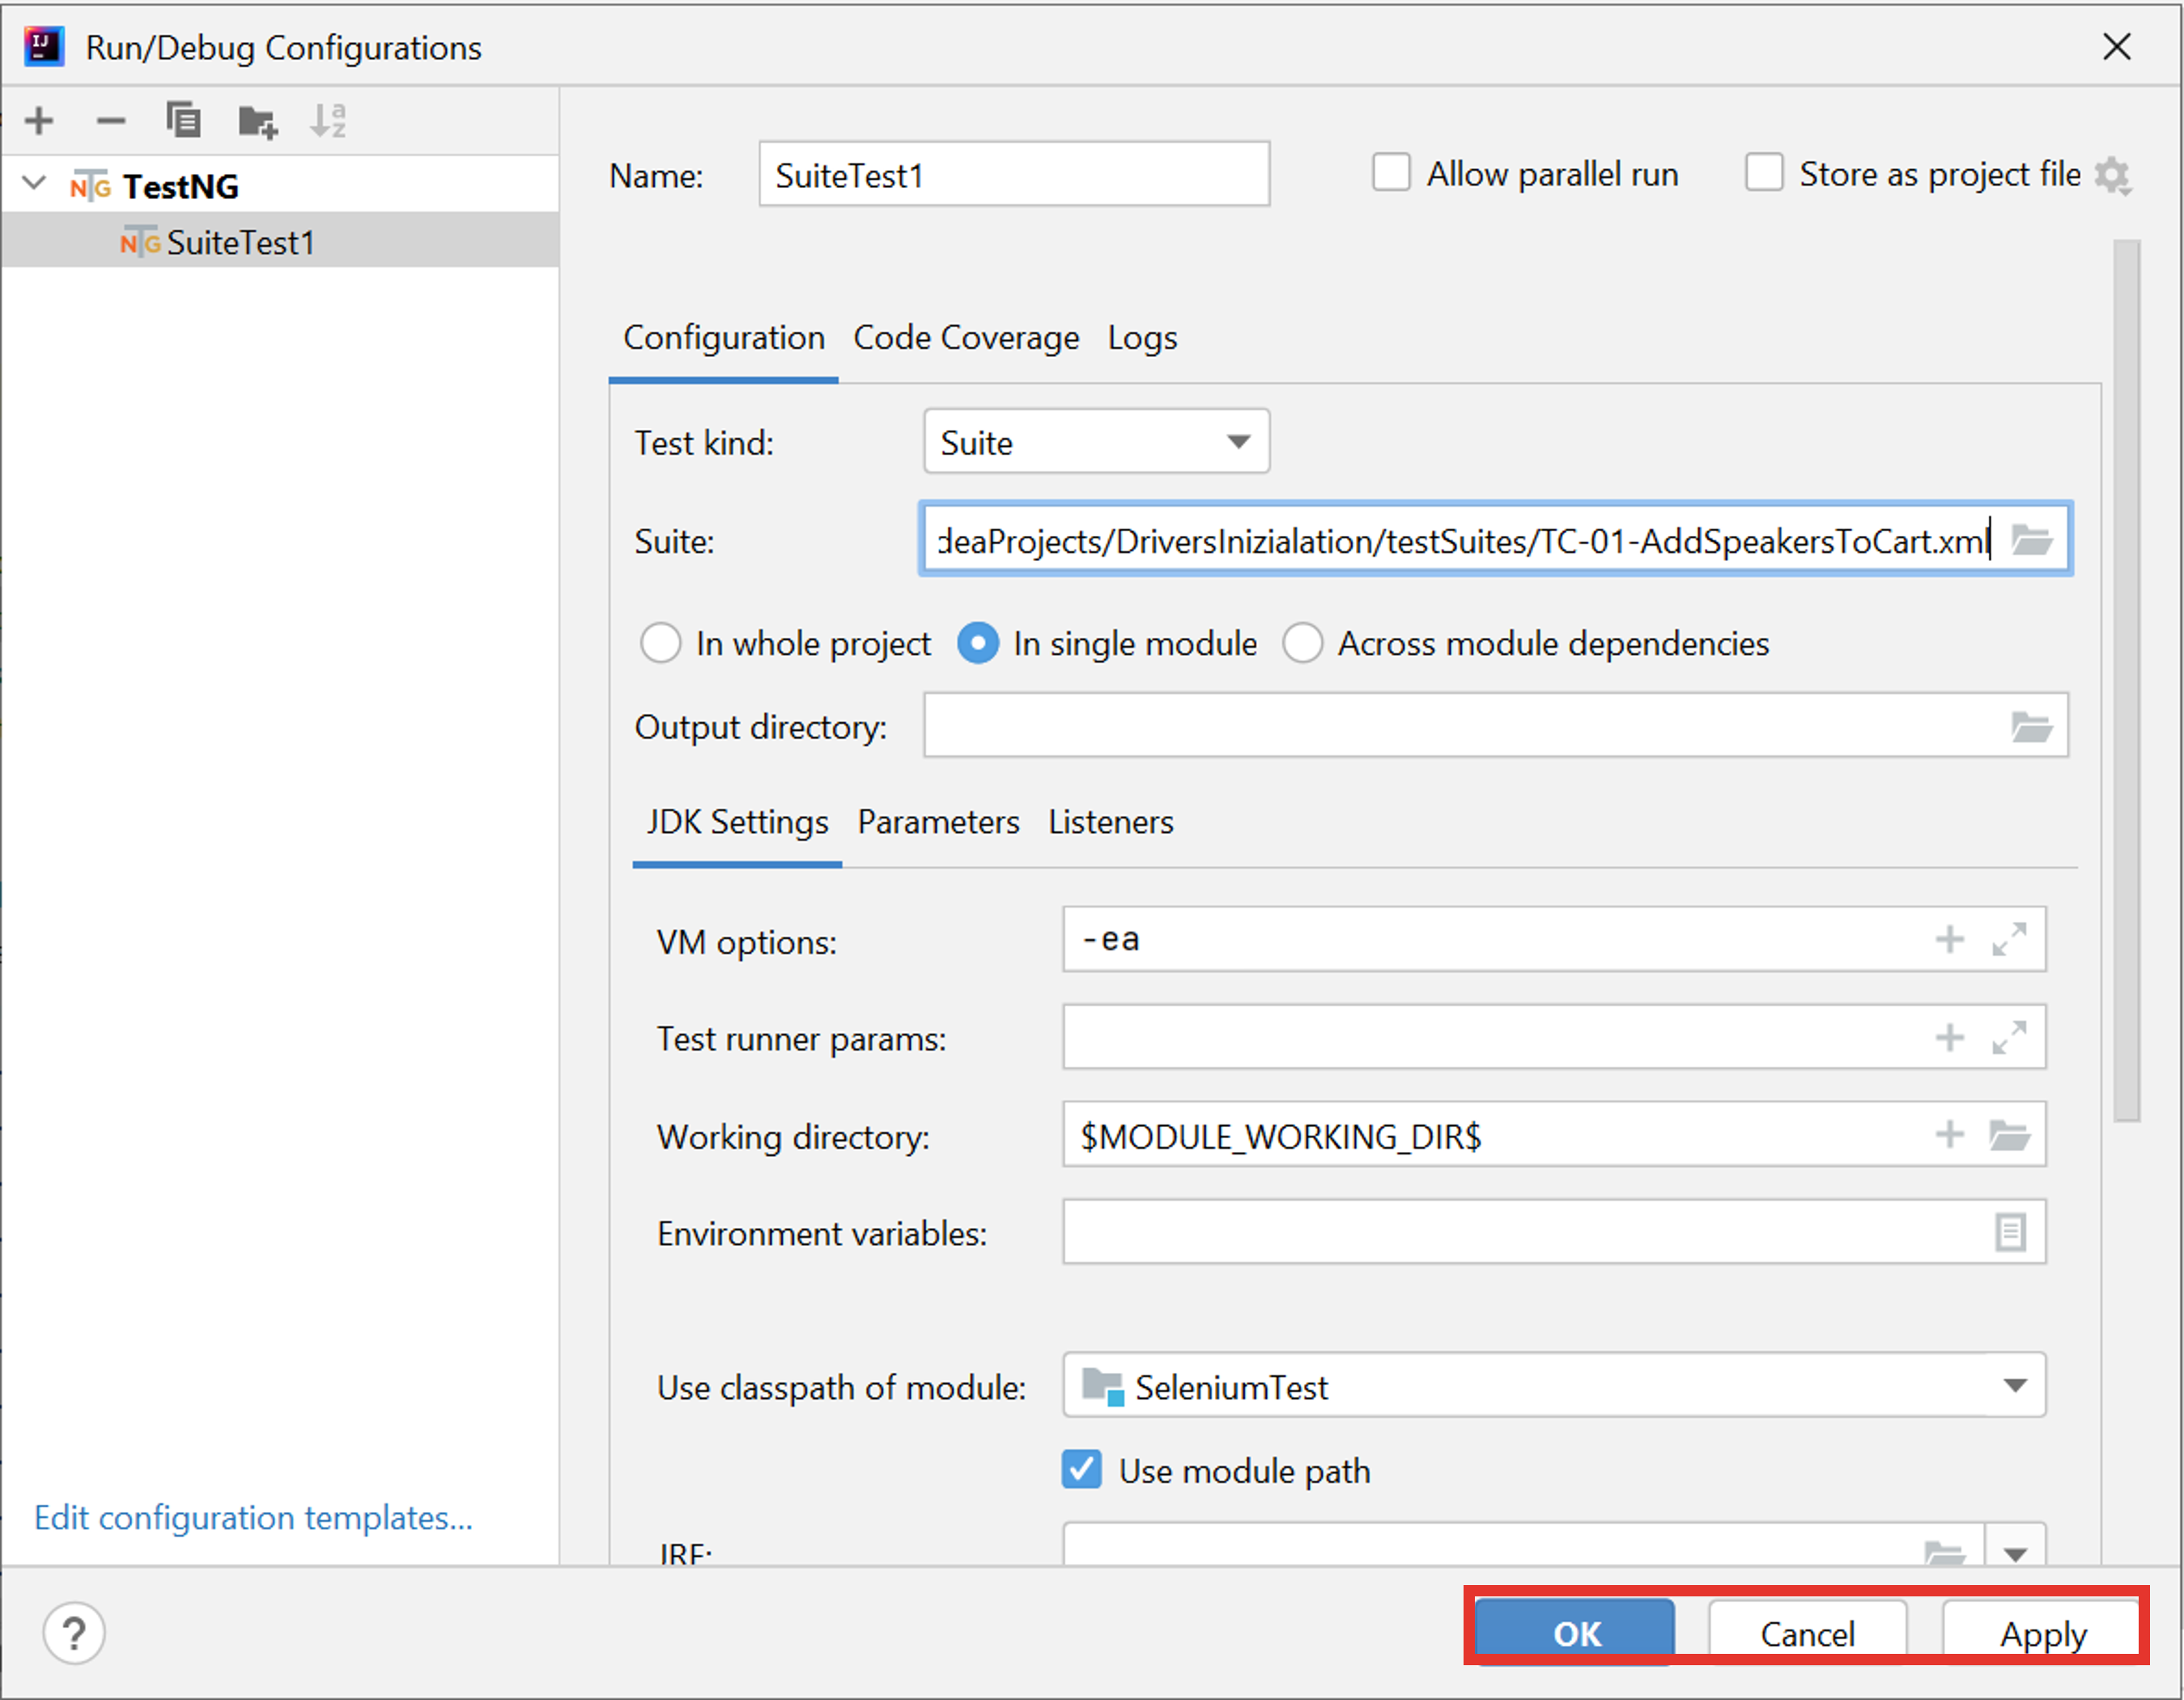 IJ
Run/Debug Configurations
a
z
NTG TestNG
NTG SuiteTest1
Edit configuration templates...
Name: SuiteTest1 Allow parallel run Store as project file
Configuration Code Coverage Logs
Test kind: Suite
Suite: deaProjects/DriversInizialation/testSuites/TC-01-AddSpeakersToCart.xml
In whole project In single module Across module dependencies
Output directory:
JDK Settings Parameters Listeners
VM options: -ea
Test runner params:
Working directory: $MODULE_WORKING_DIR$
Environment variables:
Use classpath of module: SeleniumTest
Use module path
JRE:
? OK Cancel Apply